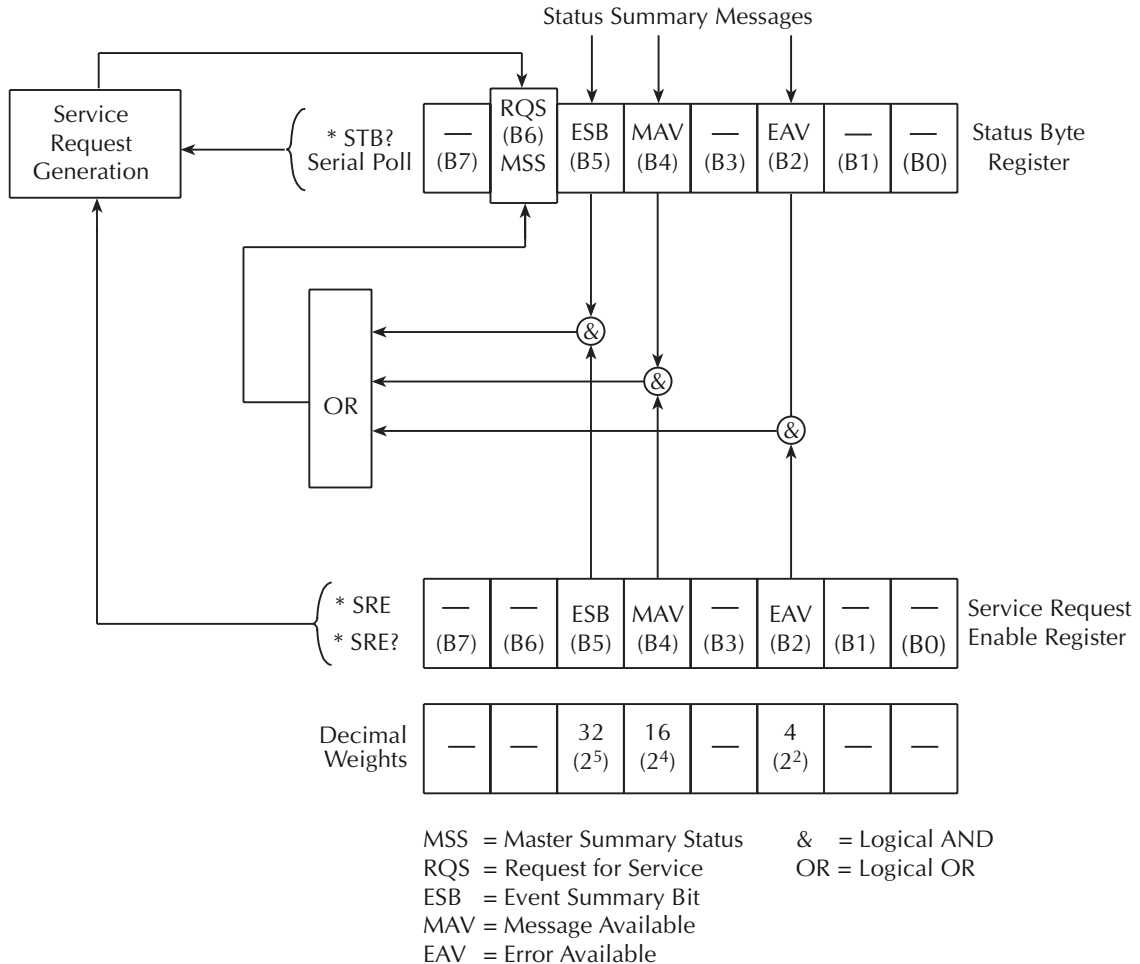 Status Summary Messages
Service
Request
Generation
* STB?
Serial Poll
—
(B7)
RQS
(B6)
MSS
ESB
(B5)
MAV
(B4)
—
(B3)
EAV
(B2)
—
(B1)
—
(B0)
Status Byte
Register
&
&
&
OR
* SRE
* SRE?
—
(B7)
—
(B6)
ESB
(B5)
MAV
(B4)
—
(B3)
EAV
(B2)
—
(B1)
—
(B0)
Service Request
Enable Register
Decimal
Weights
—
—
32
(2⁵)
16
(2⁴)
—
4
(2²)
—
—
MSS = Master Summary Status
RQS = Request for Service
ESB = Event Summary Bit
MAV = Message Available
EAV = Error Available
& = Logical AND
OR = Logical OR